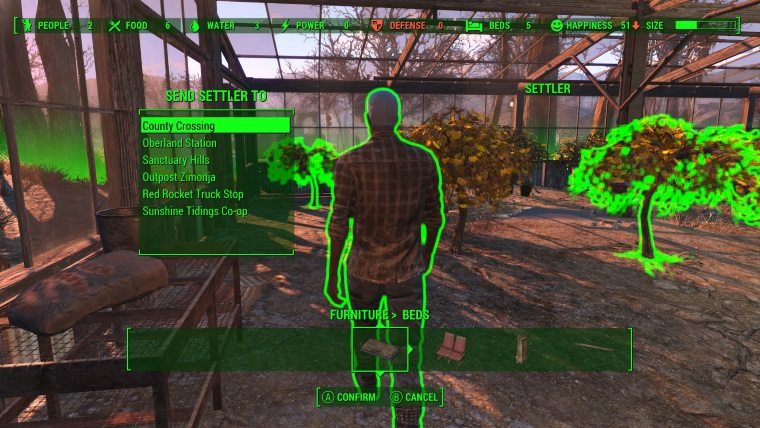 PEOPLE 2 FOOD 6 WATER 3 POWER 0 DEFENSE 0 BEDS 5 HAPPINESS 51 SIZE
SEND SETTLER TO
SETTLER
County Crossing
Oberland Station
Sanctuary Hills
Outpost Zimonja
Red Rocket Truck Stop
Sunshine Tidings Co-op
FURNITURE > BEDS
A CONFIRM B CANCEL